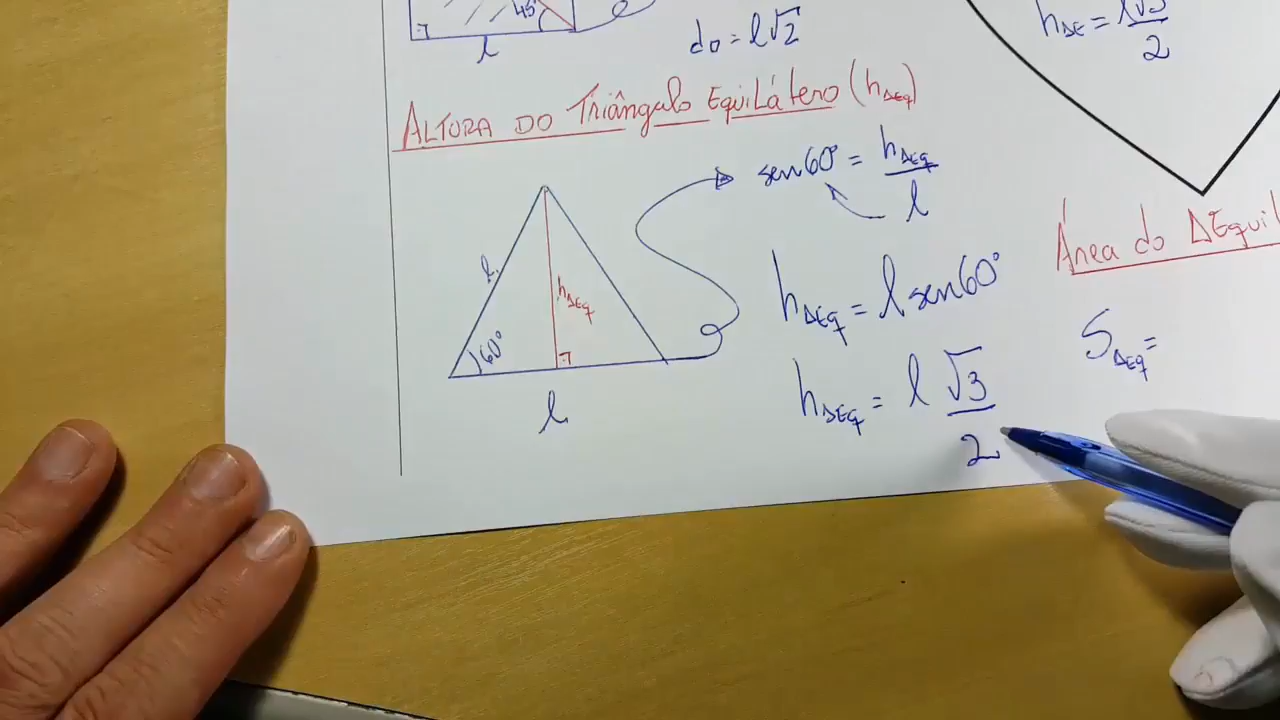 45°
l
d◻ = l√2
h△E = l√3/2
ALTURA DO Triângulo EquiLátero (h△Eq)
sen60° = h△Eq/l
l
h△Eq
60°
l
h△Eq = l sen60°
h△Eq = l √3/2
Área do △Equil
S△Eq =